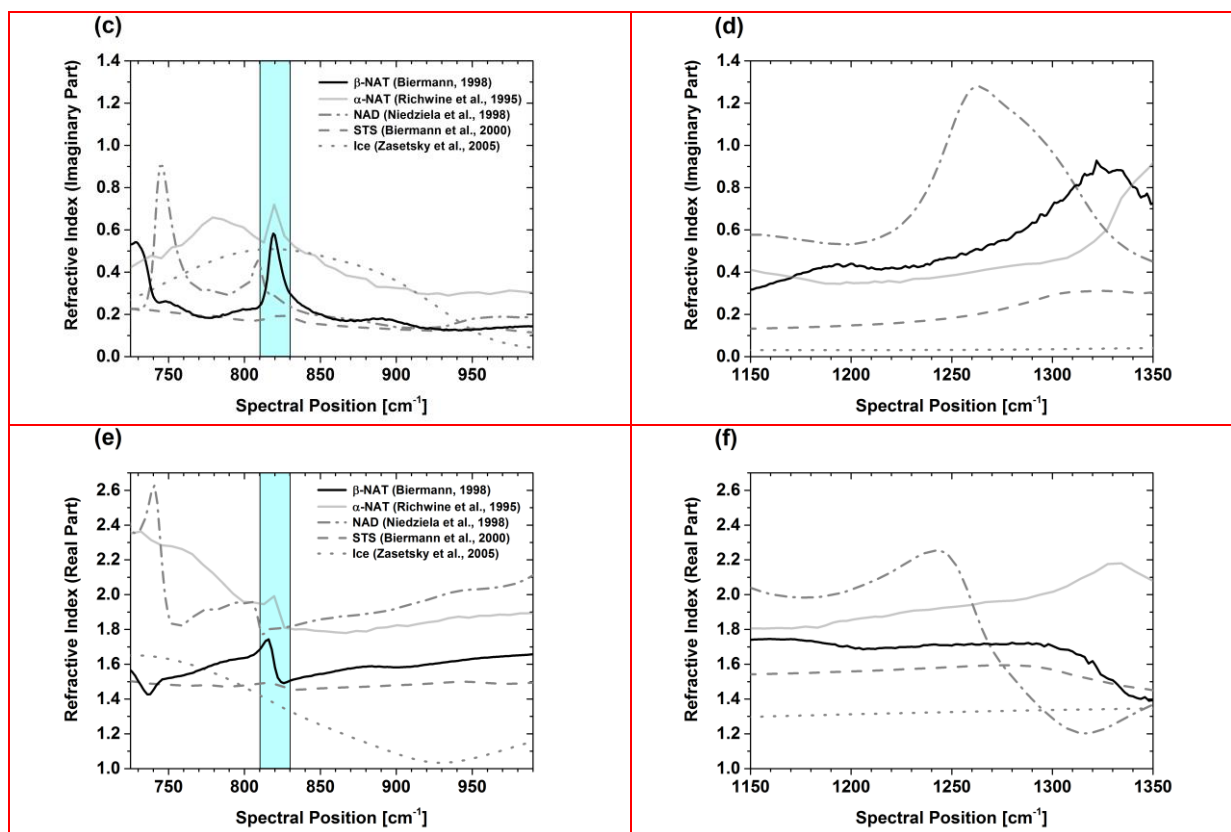 (c)
1.4
1.2
1.0
0.8
0.6
0.4
0.2
0.0
Refractive Index (Imaginary Part)
β-NAT (Biermann, 1998)
α-NAT (Richwine et al., 1995)
NAD (Niedziela et al., 1998)
STS (Biermann et al., 2000)
Ice (Zasetsky et al., 2005)
750 800 850 900 950
Spectral Position [cm⁻¹]
(d)
1.4
1.2
1.0
0.8
0.6
0.4
0.2
0.0
Refractive Index (Imaginary Part)
1150 1200 1250 1300 1350
Spectral Position [cm⁻¹]
(e)
2.6
2.4
2.2
2.0
1.8
1.6
1.4
1.2
1.0
Refractive Index (Real Part)
β-NAT (Biermann, 1998)
α-NAT (Richwine et al., 1995)
NAD (Niedziela et al., 1998)
STS (Biermann et al., 2000)
Ice (Zasetsky et al., 2005)
750 800 850 900 950
Spectral Position [cm⁻¹]
(f)
2.6
2.4
2.2
2.0
1.8
1.6
1.4
1.2
1.0
Refractive Index (Real Part)
1150 1200 1250 1300 1350
Spectral Position [cm⁻¹]